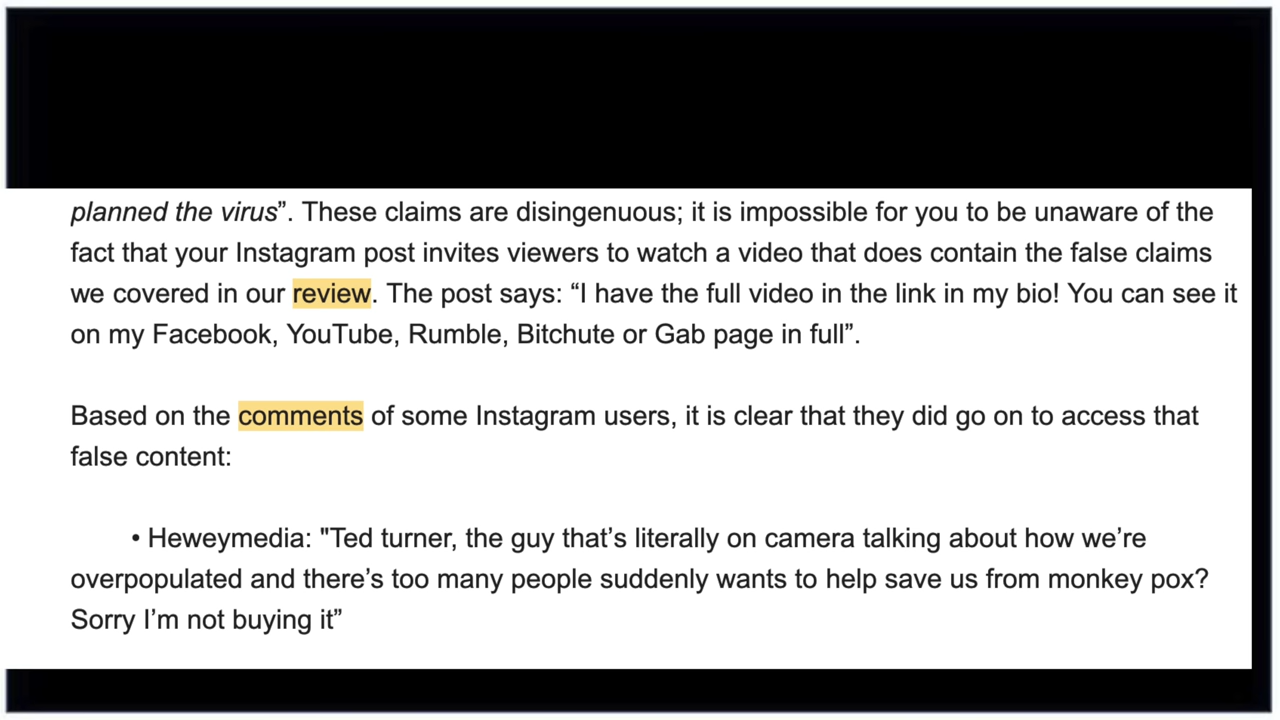 planned the virus”. These claims are disingenuous; it is impossible for you to be unaware of the
fact that your Instagram post invites viewers to watch a video that does contain the false claims
we covered in our review. The post says: “I have the full video in the link in my bio! You can see it
on my Facebook, YouTube, Rumble, Bitchute or Gab page in full”.
Based on the comments of some Instagram users, it is clear that they did go on to access that
false content:
• Heweymedia: "Ted turner, the guy that’s literally on camera talking about how we’re
overpopulated and there’s too many people suddenly wants to help save us from monkey pox?
Sorry I’m not buying it”